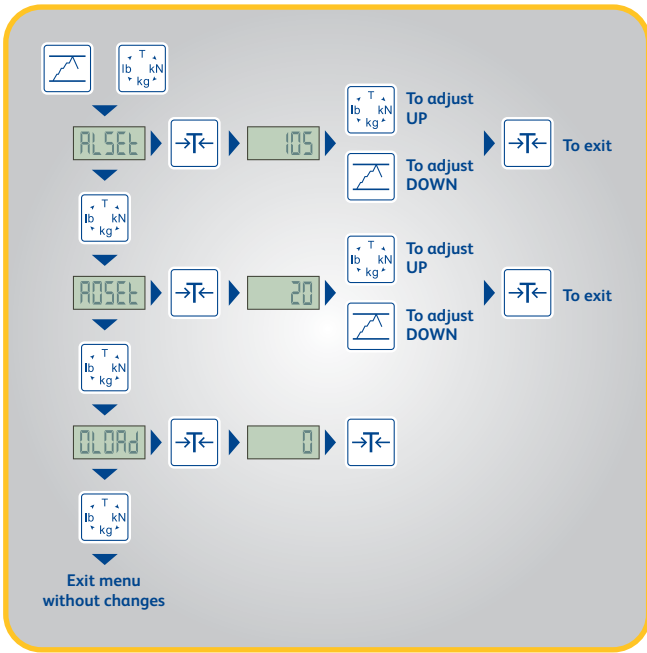 T
lb kN
kg
ALSEt
→T←
105
T
lb kN
kg
To adjust
UP
To adjust
DOWN
→T←
To exit
T
lb kN
kg
AOSEt
→T←
20
T
lb kN
kg
To adjust
UP
To adjust
DOWN
→T←
To exit
T
lb kN
kg
OLOAd
→T←
0
→T←
T
lb kN
kg
Exit menu
without changes